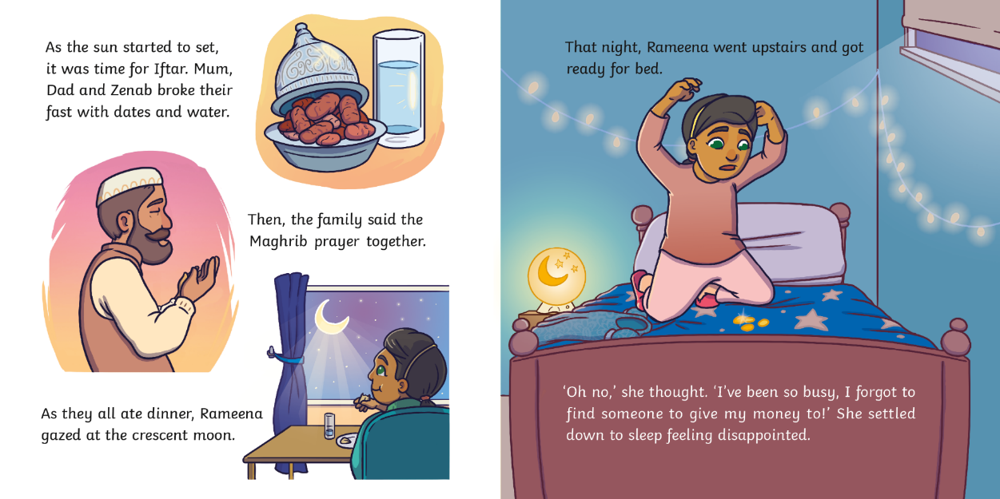 As the sun started to set,
it was time for Iftar. Mum,
Dad and Zenab broke their
fast with dates and water.
Then, the family said the
Maghrib prayer together.
As they all ate dinner, Rameena
gazed at the crescent moon.
That night, Rameena went upstairs and got
ready for bed.
‘Oh no,’ she thought. ‘I’ve been so busy, I forgot to
find someone to give my money to!’ She settled
down to sleep feeling disappointed.